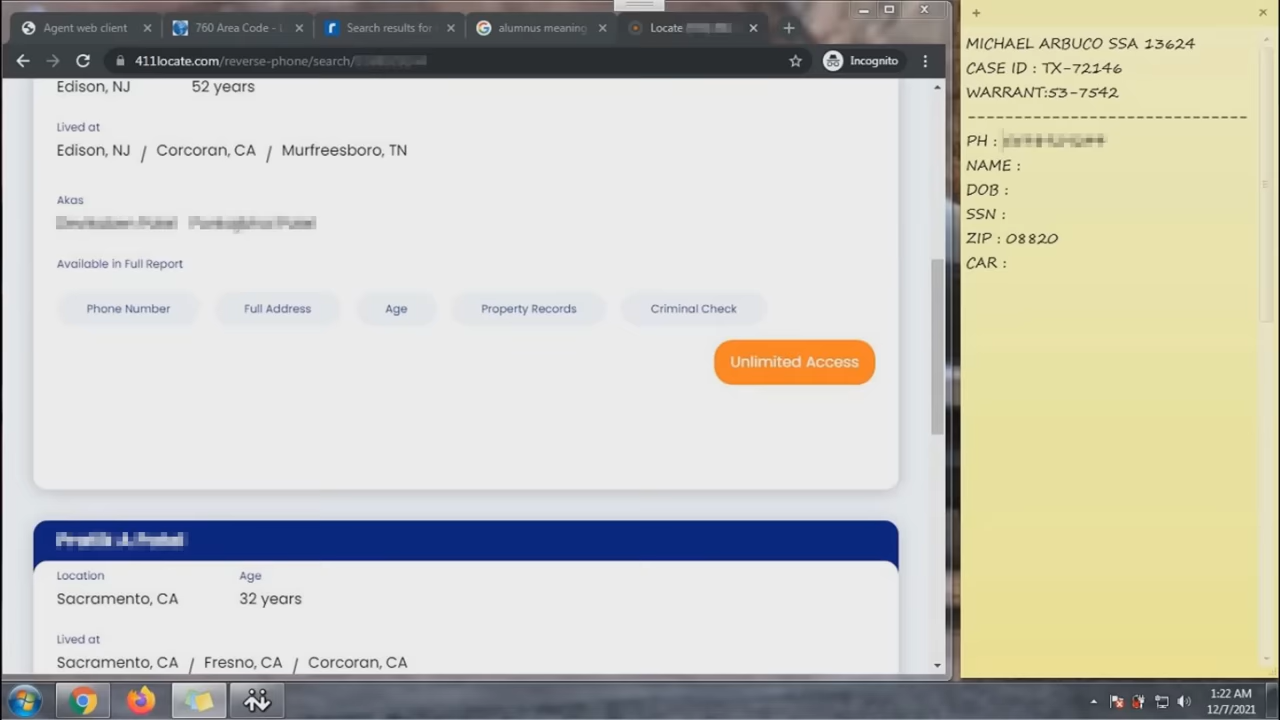 Agent web client
760 Area Code -
Search results for
alumnus meaning
Locate
411locate.com/reverse-phone/search/
Incognito
Edison, NJ 52 years
Lived at
Edison, NJ / Corcoran, CA / Murfreesboro, TN
Akas
Available in Full Report
Phone Number
Full Address
Age
Property Records
Criminal Check
Unlimited Access
Location Age
Sacramento, CA 32 years
Lived at
Sacramento, CA / Fresno, CA / Corcoran, CA
MICHAEL ARBUCO SSA 13624
CASE ID : TX-72146
WARRANT:53-7542
-----------------------------
PH :
NAME :
DOB :
SSN :
ZIP : 08820
CAR :
1:22 AM
12/7/2021